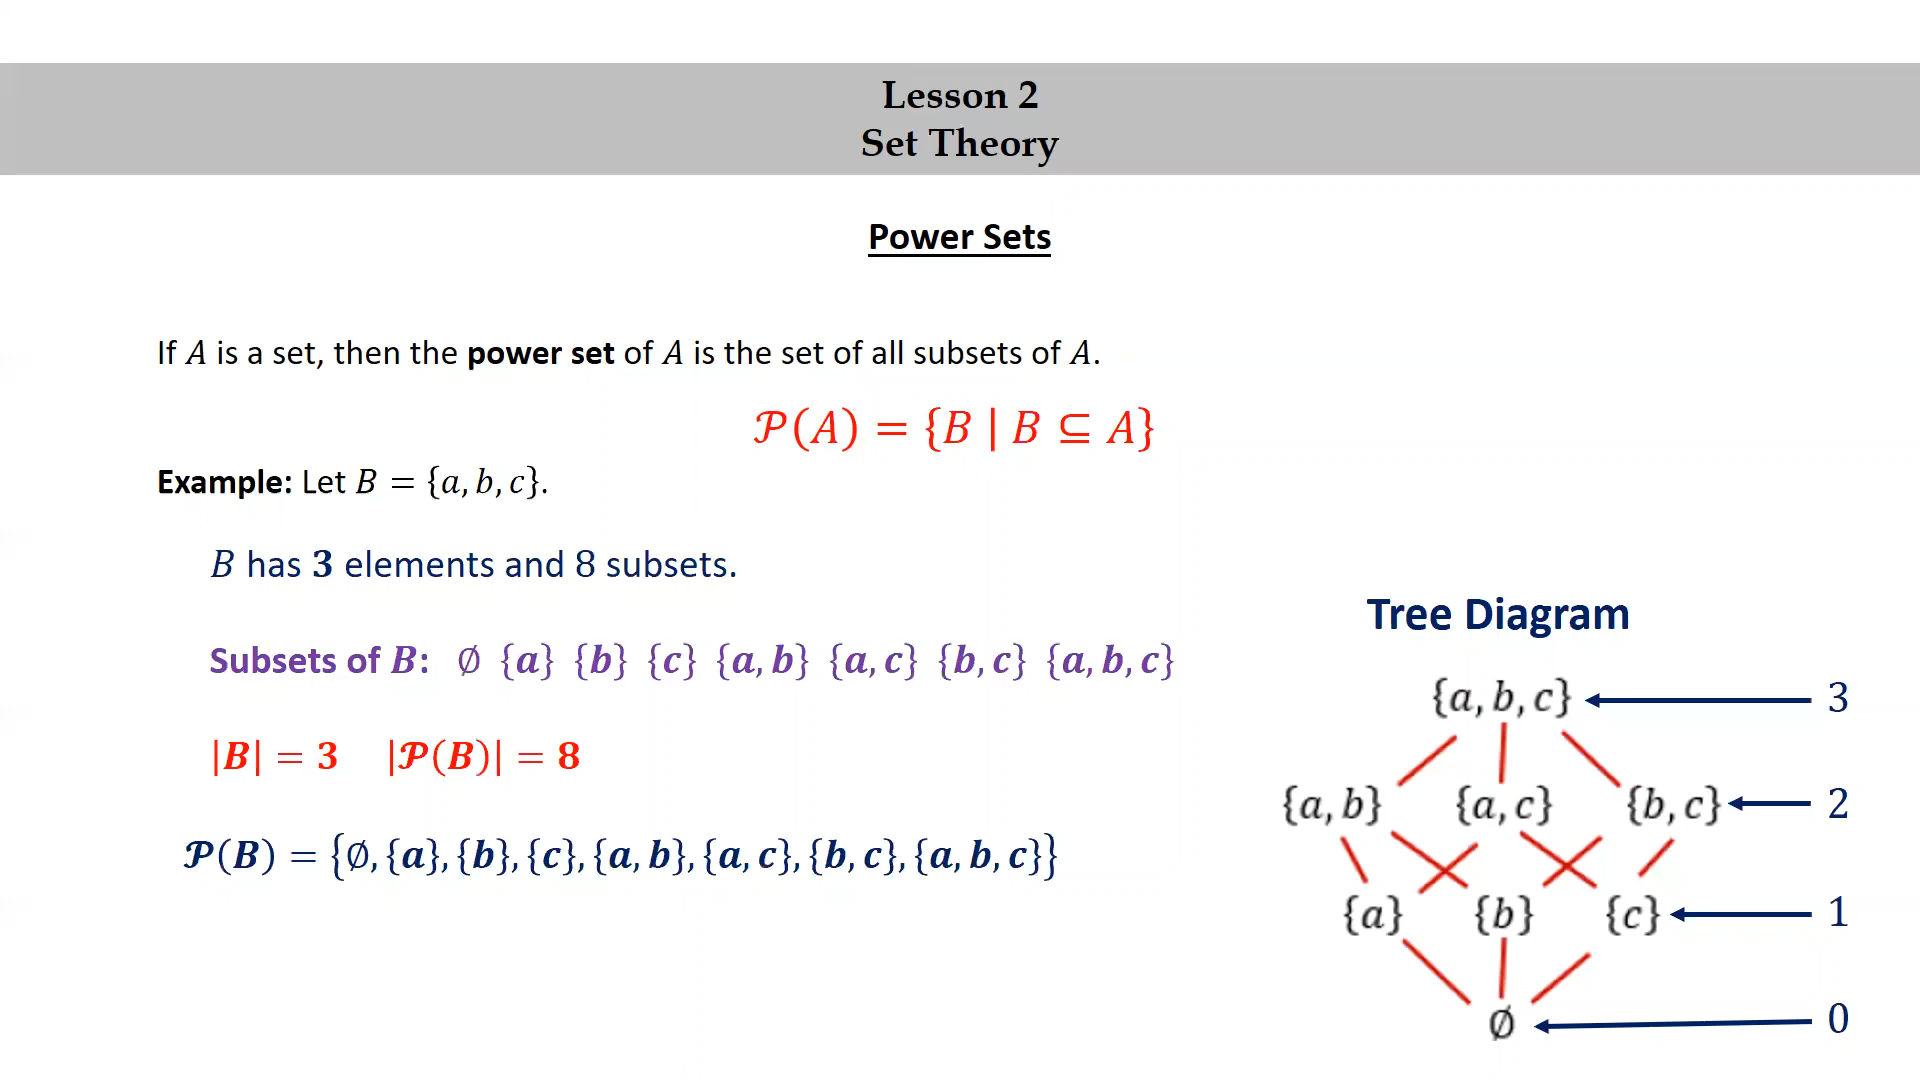 Lesson 2
Set Theory
Power Sets
If A is a set, then the power set of A is the set of all subsets of A.
𝒫(A) = {B | B ⊆ A}
Example: Let B = {a, b, c}.
B has 3 elements and 8 subsets.
Subsets of B: ∅ {a} {b} {c} {a, b} {a, c} {b, c} {a, b, c}
|B| = 3 |𝒫(B)| = 8
𝒫(B) = {∅, {a}, {b}, {c}, {a, b}, {a, c}, {b, c}, {a, b, c}}
Tree Diagram
{a, b, c} 3
{a, b} {a, c} {b, c} 2
{a} {b} {c} 1
∅ 0